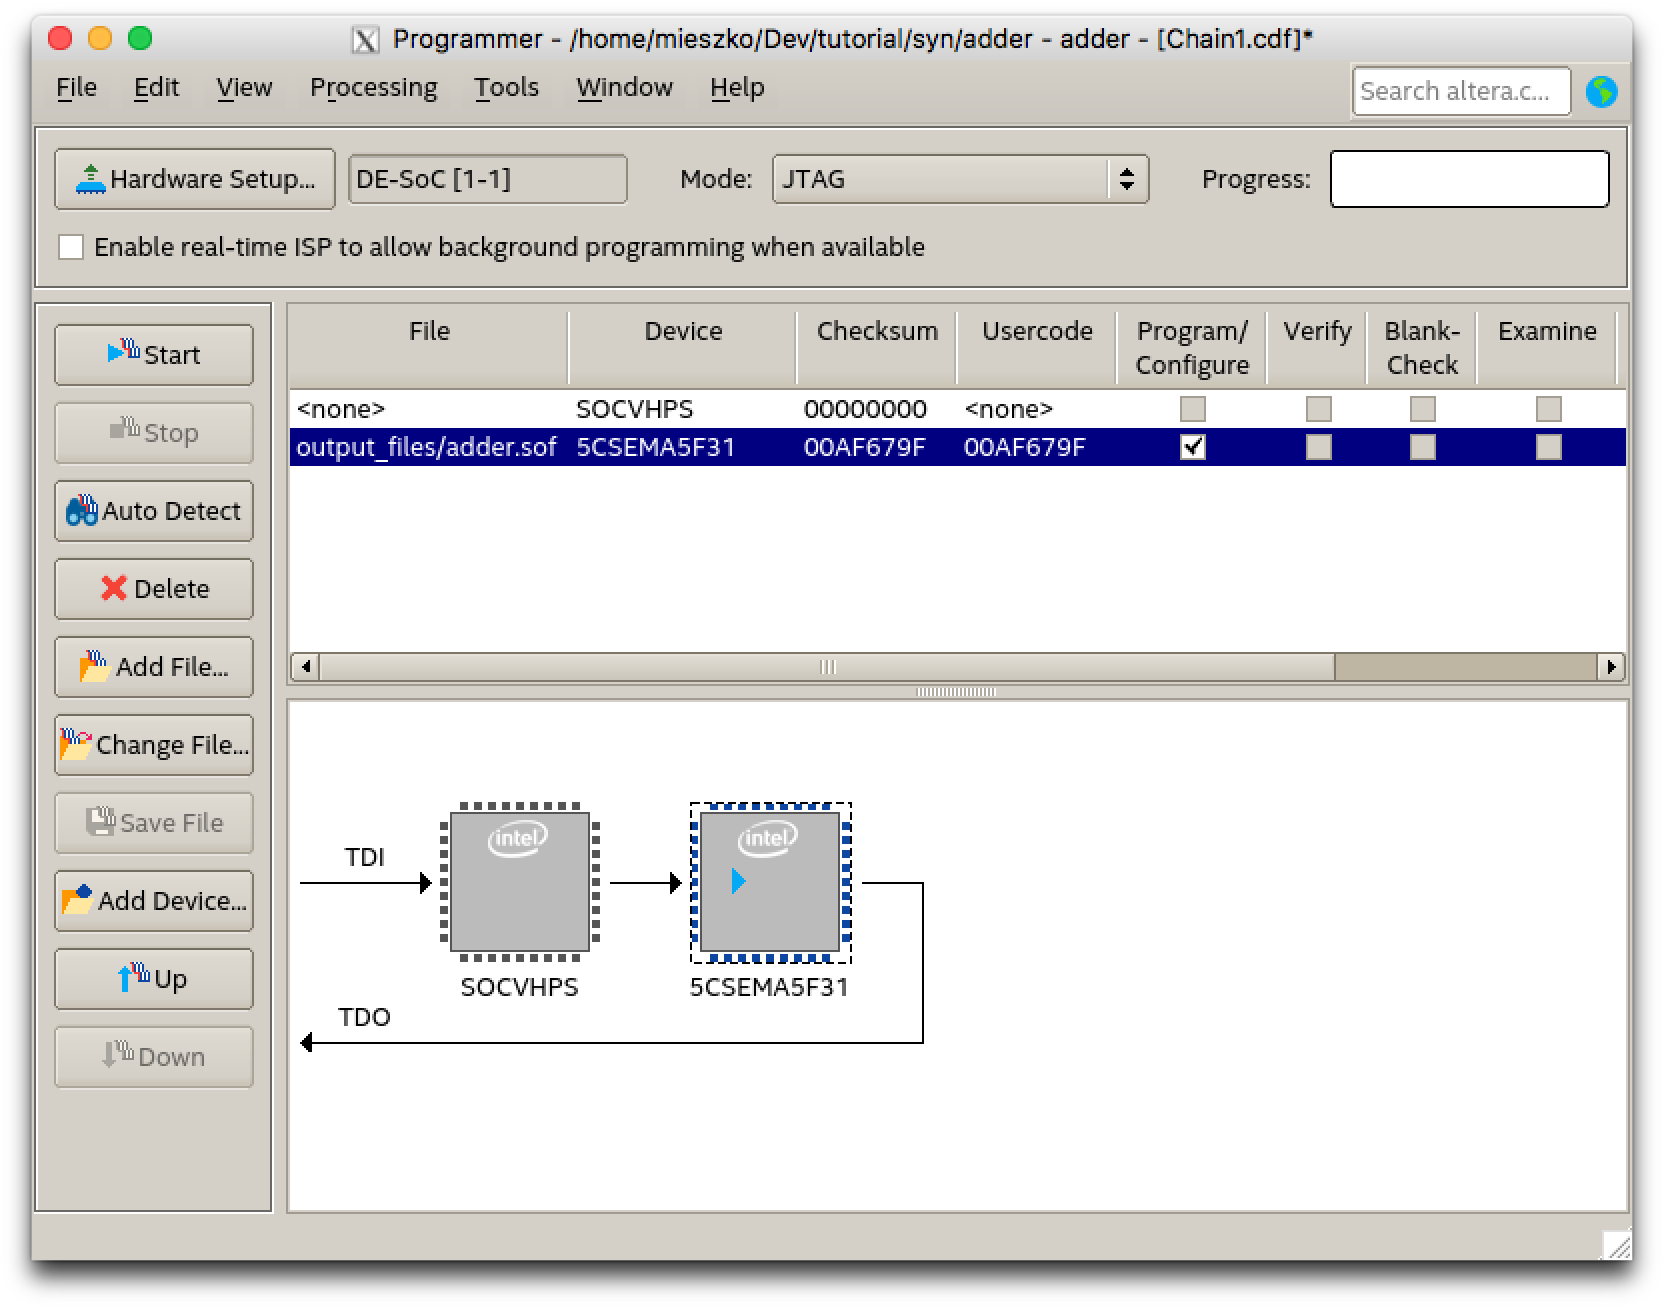 Programmer - /home/mieszko/Dev/tutorial/syn/adder - adder - [Chain1.cdf]*
File Edit View Processing Tools Window Help Search altera.c...
Hardware Setup... DE-SoC [1-1] Mode: JTAG Progress:
Enable real-time ISP to allow background programming when available
Start
Stop
Auto Detect
Delete
Add File...
Change File...
Save File
Add Device...
Up
Down
File Device Checksum Usercode Program/ Verify Blank- Examine
Configure Check
<none> SOCVHPS 00000000 <none>
output_files/adder.sof 5CSEMA5F31 00AF679F 00AF679F
intel intel
TDI
SOCVHPS 5CSEMA5F31
TDO